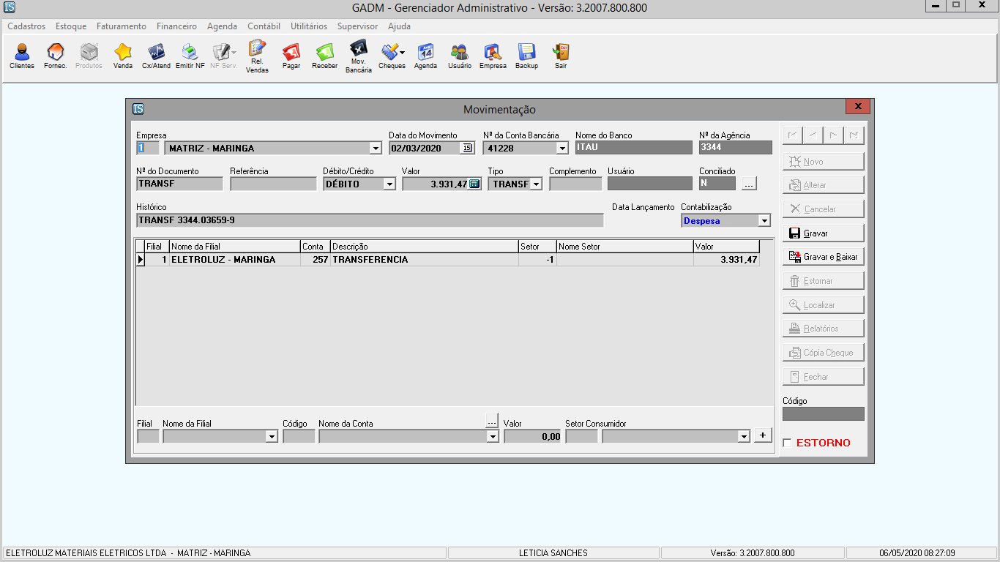 IS GADM - Gerenciador Administrativo - Versão: 3.2007.800.800
Cadastros Estoque Faturamento Financeiro Agenda Contábil Utilitários Supervisor Ajuda
Clientes Fornec. Produtos Venda Cx/Atend Emitir NF NF Serv. Rel. Vendas Pagar Receber Mov. Bancária Cheques Agenda Usuário Empresa Backup Sair
IS Movimentação
Empresa Data do Movimento Nº da Conta Bancária Nome do Banco Nº da Agência
1 MATRIZ - MARINGA 02/03/2020 15 41228 ITAU 3344
Nº do Documento Referência Débito/Crédito Valor Tipo Complemento Usuário Conciliado
TRANSF DÉBITO 3.931,47 TRANSF N ...
Histórico Data Lançamento Contabilização
TRANSF 3344.03659-9 Despesa
Filial Nome da Filial Conta Descrição Setor Nome Setor Valor
1 ELETROLUZ - MARINGA 257 TRANSFERENCIA -1 3.931,47
Filial Nome da Filial Código Nome da Conta ... Valor Setor Consumidor
0,00 +
Novo
Alterar
Cancelar
Gravar
Gravar e Baixar
Estornar
Localizar
Relatórios
Cópia Cheque
Fechar
Código
ESTORNO
ELETROLUZ MATERIAIS ELETRICOS LTDA - MATRIZ - MARINGA LETICIA SANCHES Versão: 3.2007.800.800 06/05/2020 08:27:09